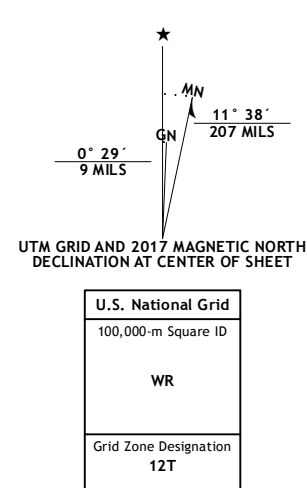 ★
MN
GN
11° 38´
207 MILS
0° 29´
9 MILS
UTM GRID AND 2017 MAGNETIC NORTH
DECLINATION AT CENTER OF SHEET
U.S. National Grid
100,000-m Square ID
WR
Grid Zone Designation
12T